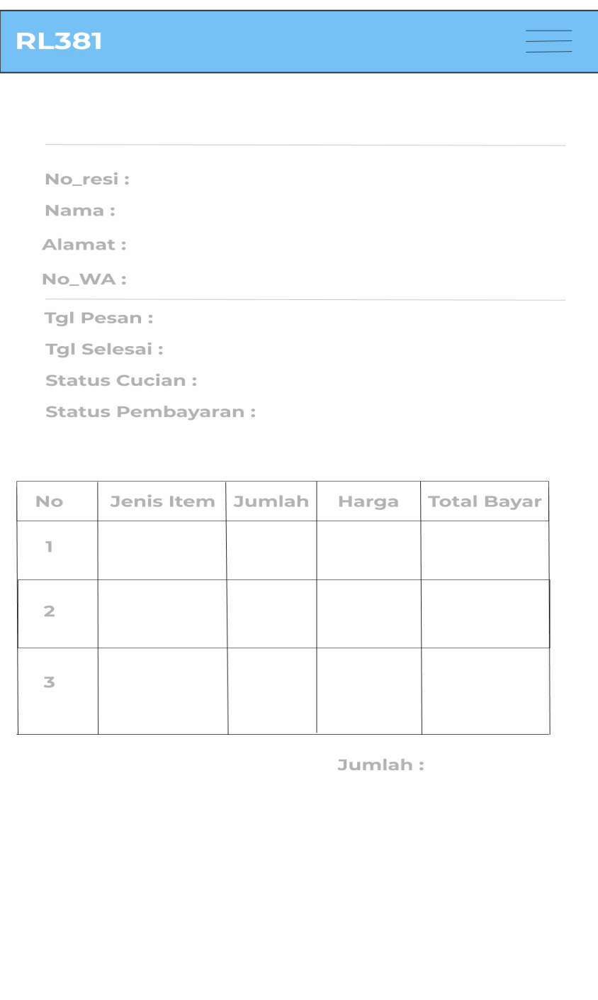 RL381
No_resi :
Nama :
Alamat :
No_WA :
Tgl Pesan :
Tgl Selesai :
Status Cucian :
Status Pembayaran :
No Jenis Item Jumlah Harga Total Bayar
1
2
3
Jumlah :